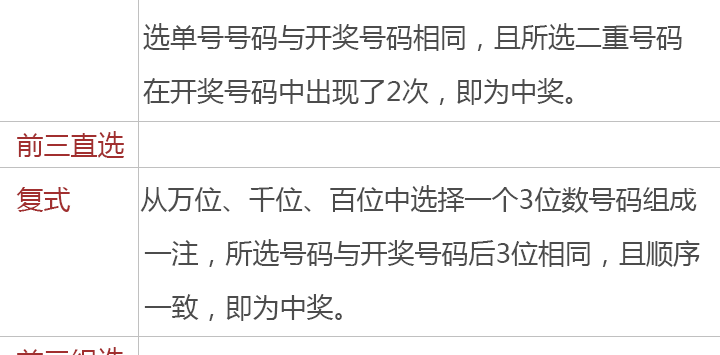 选单号号码与开奖号码相同，且所选二重号码
在开奖号码中出现了2次，即为中奖。
前三直选
复式
从万位、千位、百位中选择一个3位数号码组成
一注，所选号码与开奖号码后3位相同，且顺序
一致，即为中奖。
前三组选